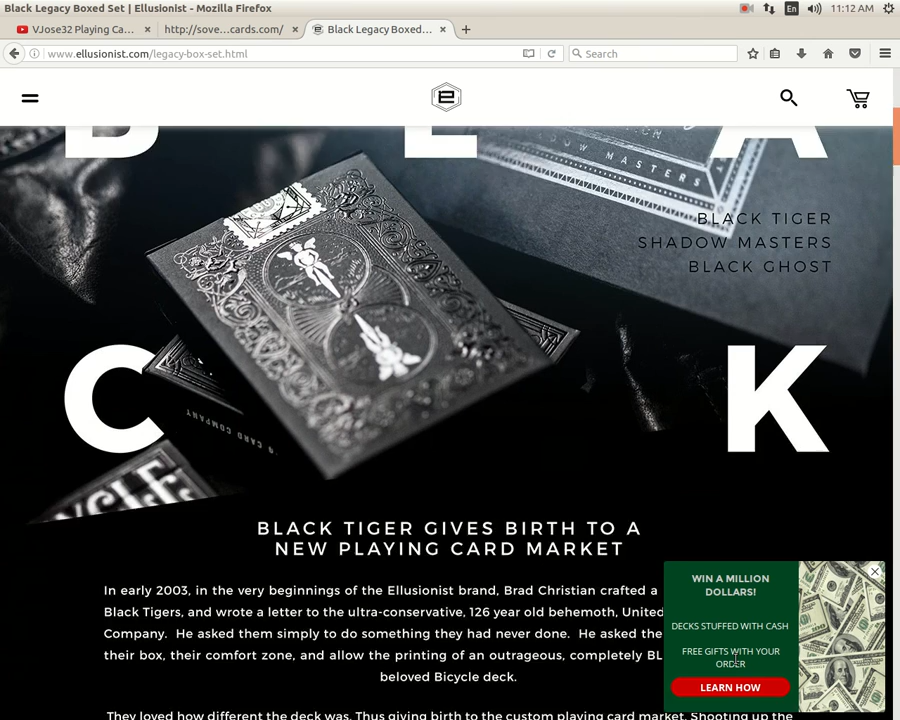 Black Legacy Boxed Set | Ellusionist - Mozilla Firefox
En
11:12 AM
VJose32 Playing Ca...
http://sove...cards.com/
Black Legacy Boxed...
www.ellusionist.com/legacy-box-set.html
Search
e
B L A
SHADOW MASTERS
BLACK TIGER
SHADOW MASTERS
BLACK GHOST
C K
G CARD COMPANY
BLACK TIGER GIVES BIRTH TO A
NEW PLAYING CARD MARKET
In early 2003, in the very beginnings of the Ellusionist brand, Brad Christian crafted a
Black Tigers, and wrote a letter to the ultra-conservative, 126 year old behemoth, United
Company. He asked them simply to do something they had never done. He asked the
their box, their comfort zone, and allow the printing of an outrageous, completely BL
beloved Bicycle deck.
They loved how different the deck was. Thus giving birth to the custom playing card market. Shooting up the
WIN A MILLION
DOLLARS!
DECKS STUFFED WITH CASH
FREE GIFTS WITH YOUR
ORDER
LEARN HOW